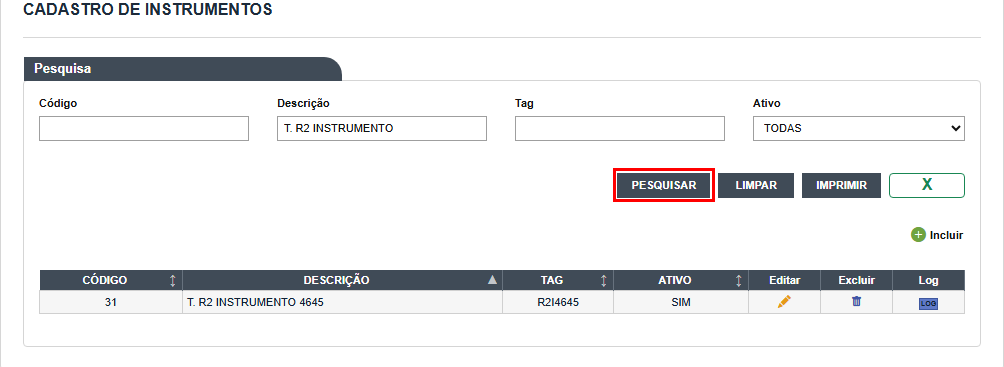 CADASTRO DE INSTRUMENTOS
Pesquisa
Código Descrição Tag Ativo
T. R2 INSTRUMENTO TODAS
PESQUISAR LIMPAR IMPRIMIR X
Incluir
CÓDIGO DESCRIÇÃO TAG ATIVO Editar Excluir Log
31 T. R2 INSTRUMENTO 4645 R2I4645 SIM LOG